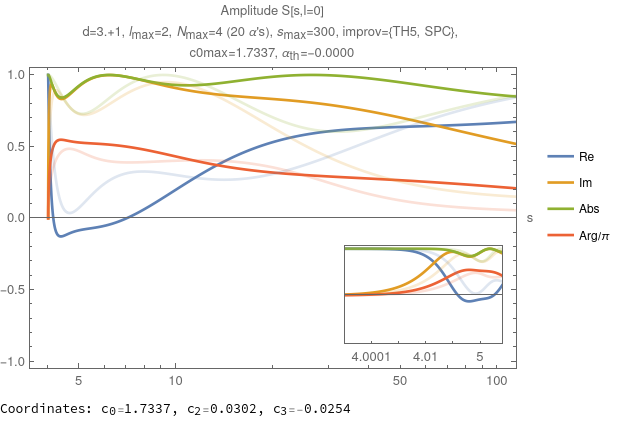 Amplitude S[s,l=0]
d=3.+1, lmax=2, Nmax=4 (20 α's), smax=300, improv={TH5, SPC},
c0max=1.7337, αth=-0.0000
1.0
0.5
0.0
-0.5
-1.0
5
10
50
100
s
4.0001
4.01
5
Re
Im
Abs
Arg/π
Coordinates: c0=1.7337, c2=0.0302, c3=-0.0254